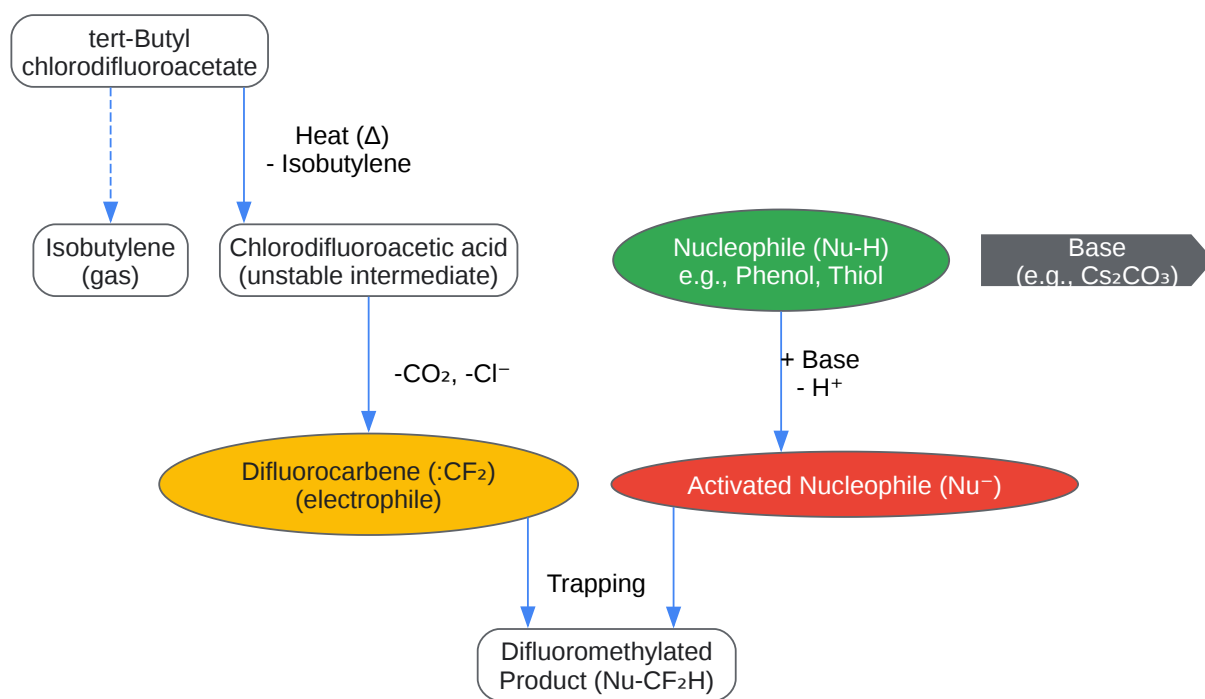 tert-Butyl
chlorodifluoroacetate
Heat (Δ)
- Isobutylene
Isobutylene
(gas)
Chlorodifluoroacetic acid
(unstable intermediate)
Nucleophile (Nu-H)
e.g., Phenol, Thiol
Base
(e.g., Cs₂CO₃)
-CO₂, -Cl⁻
+ Base
- H⁺
Difluorocarbene (:CF₂)
(electrophile)
Activated Nucleophile (Nu⁻)
Trapping
Difluoromethylated
Product (Nu-CF₂H)